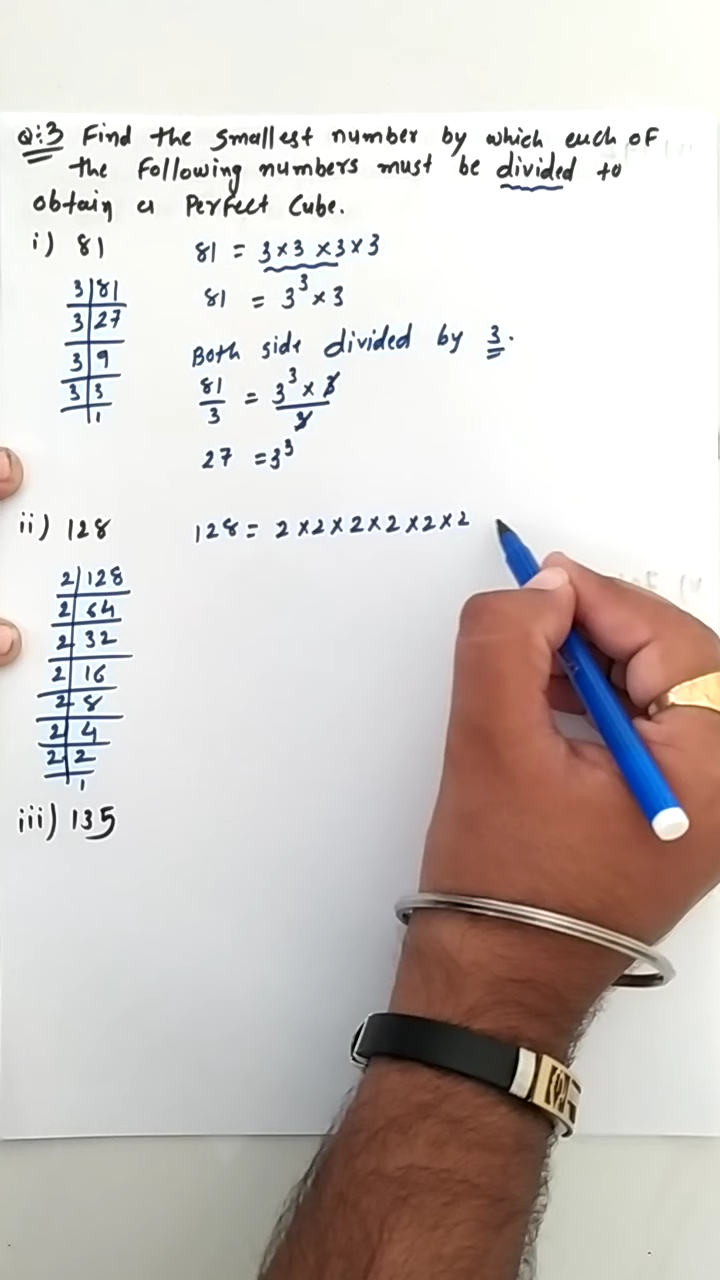 Q:3 Find the smallest number by which each of
the following numbers must be divided to
obtain a Perfect Cube.
i) 81
81 = 3×3×3×3
3|81
3|27
3|9
3|3
1
81 = 3³×3
Both side divided by 3.
81/3 = 3³×3/3
27 = 3³
ii) 128
128 = 2×2×2×2×2×2
2|128
2|64
2|32
2|16
2|8
2|4
2|2
1
iii) 135